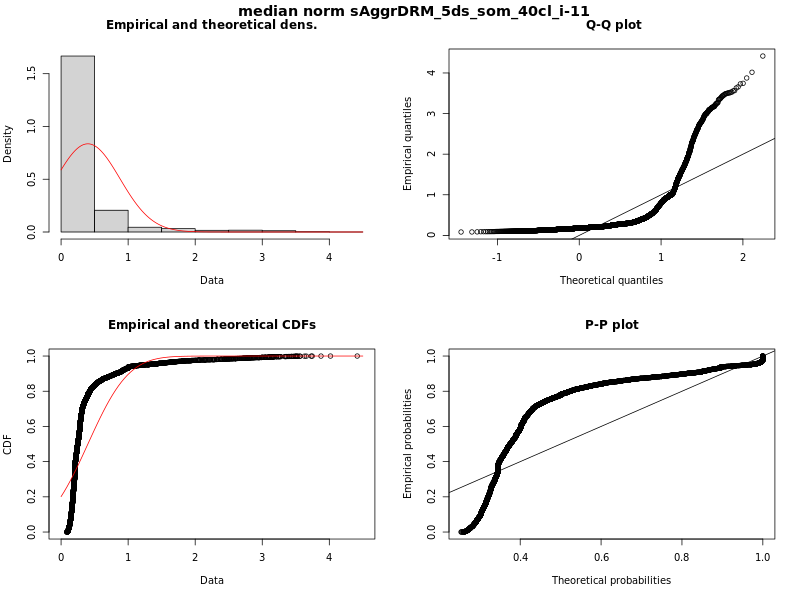 median norm sAggrDRM_5ds_som_40cl_i-11
Empirical and theoretical dens.
Density
0.0 0.5 1.0 1.5
0 1 2 3 4
Data
Q-Q plot
Empirical quantiles
0 1 2 3 4
-1 0 1 2
Theoretical quantiles
Empirical and theoretical CDFs
CDF
0.0 0.2 0.4 0.6 0.8 1.0
0 1 2 3 4
Data
P-P plot
Empirical probabilities
0.0 0.2 0.4 0.6 0.8 1.0
0.4 0.6 0.8 1.0
Theoretical probabilities